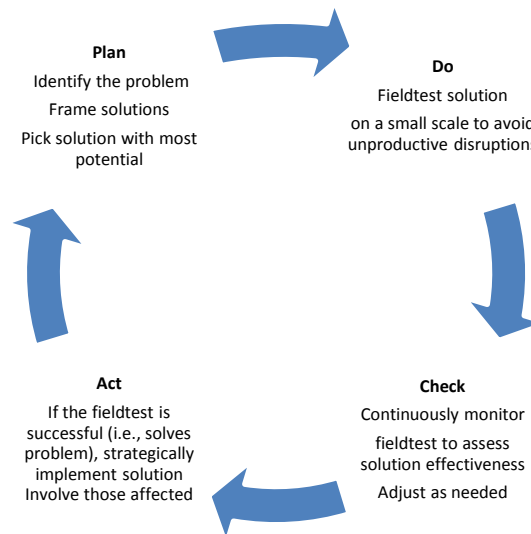 Plan
Identify the problem
Frame solutions
Pick solution with most
potential
Do
Fieldtest solution
on a small scale to avoid
unproductive disruptions
Check
Continuously monitor
fieldtest to assess
solution effectiveness
Adjust as needed
Act
If the fieldtest is
successful (i.e., solves
problem), strategically
implement solution
Involve those affected